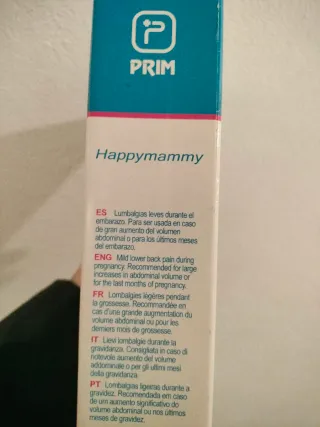 PRIM
Happymammy
ES Lumbalgias leves durante el
embarazo. Para ser usada en caso
de gran aumento del volumen
abdominal o para los últimos meses
del embarazo.
ENG Mild lower back pain during
pregnancy. Recommended for large
increases in abdominal volume or
for the last months of pregnancy.
FR Lombalgies légères pendant
la grossesse. Recommandée en
cas d'une grande augmentation du
volume abdominal ou pour les
derniers mois de grossesse.
IT Lievi lombalgie durante la
gravidanza. Consigliata in caso di
notevole aumento del volume
addominale o per gli ultimi mesi
della gravidanza.
PT Lombalgias ligeiras durante a
gravidez. Recomendada em caso
de um aumento significativo do
volume abdominal ou nos últimos
meses de gravidez.